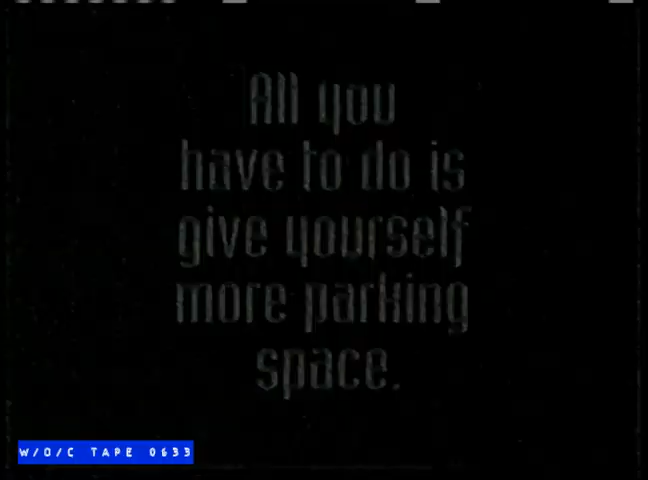 All you
have to do is
give yourself
more parking
space.
W/O/C TAPE 0633